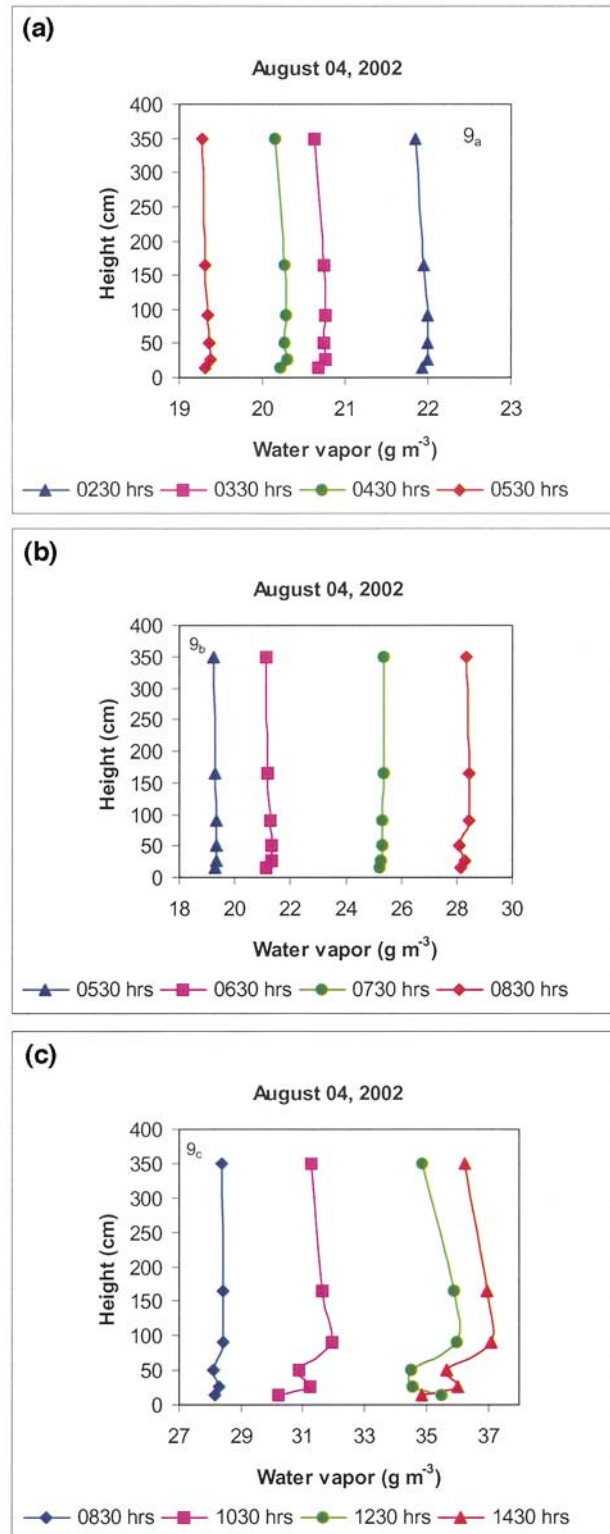 (a)
August 04, 2002
400
350
300
250
200
150
100
50
0
Height (cm)
9a
19 20 21 22 23
Water vapor (g m-3)
0230 hrs 0330 hrs 0430 hrs 0530 hrs
(b)
August 04, 2002
400
350
300
250
200
150
100
50
0
Height (cm)
9b
18 20 22 24 26 28 30
Water vapor (g m-3)
0530 hrs 0630 hrs 0730 hrs 0830 hrs
(c)
August 04, 2002
400
350
300
250
200
150
100
50
0
Height (cm)
9c
27 29 31 33 35 37
Water vapor (g m-3)
0830 hrs 1030 hrs 1230 hrs 1430 hrs